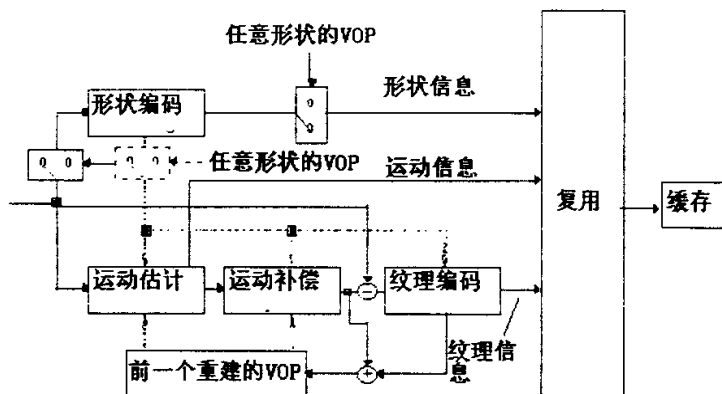 任意形状的VOP
形状编码
形状信息
任意形状的VOP
运动信息
复用
缓存
运动估计
运动补偿
纹理编码
纹理信
息
前一个重建的VOP